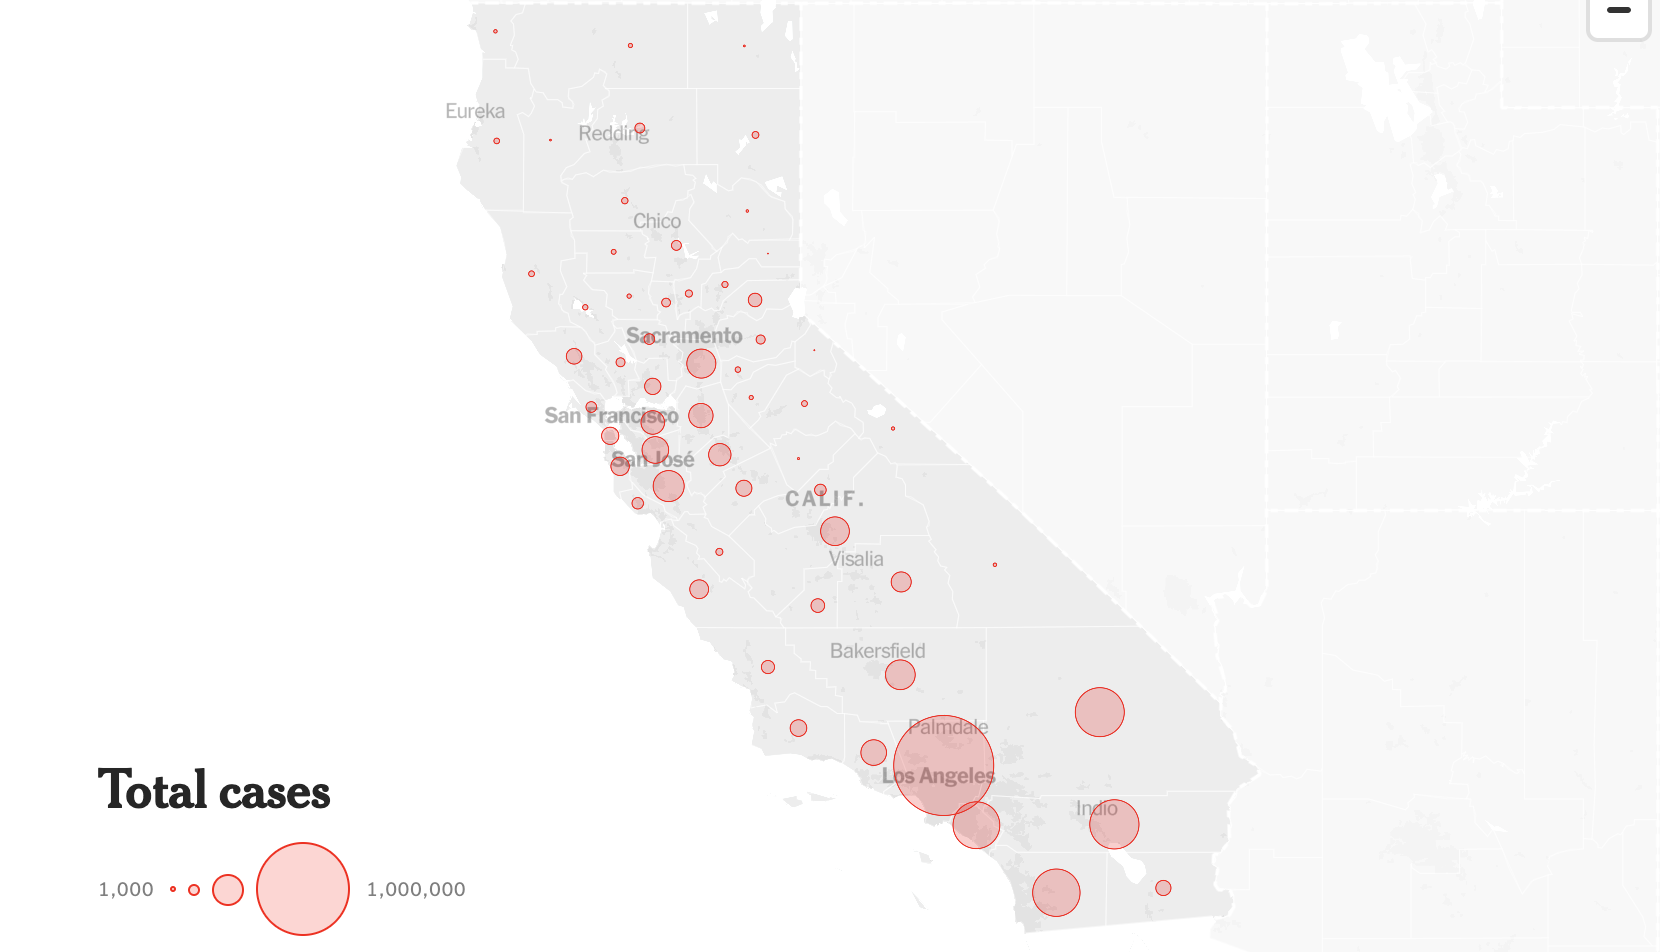 Eureka
Redding
Chico
Sacramento
San Francisco
San José
CALIF.
Visalia
Bakersfield
Palmdale
Los Angeles
Indio
Total cases
1,000
1,000,000